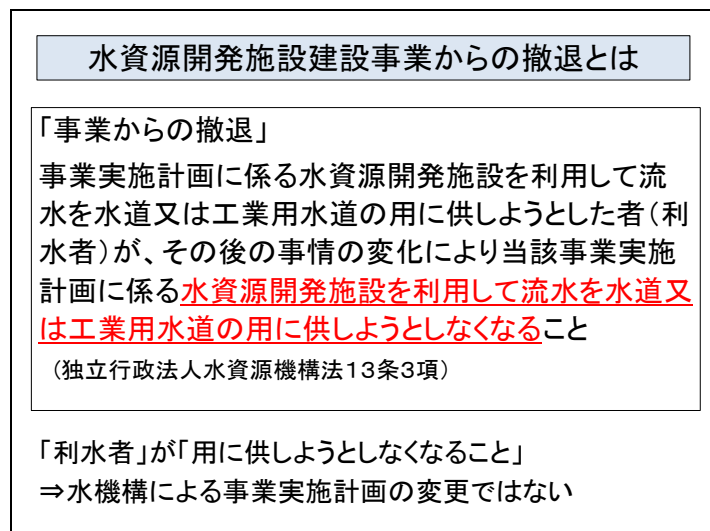 水資源開発施設建設事業からの撤退とは
「事業からの撤退」
事業実施計画に係る水資源開発施設を利用して流
水を水道又は工業用水道の用に供しようとした者（利
水者）が、その後の事情の変化により当該事業実施
計画に係る水資源開発施設を利用して流水を水道又
は工業用水道の用に供しようとしなくなること
（独立行政法人水資源機構法１３条３項）
「利水者」が「用に供しようとしなくなること」
⇒水機構による事業実施計画の変更ではない